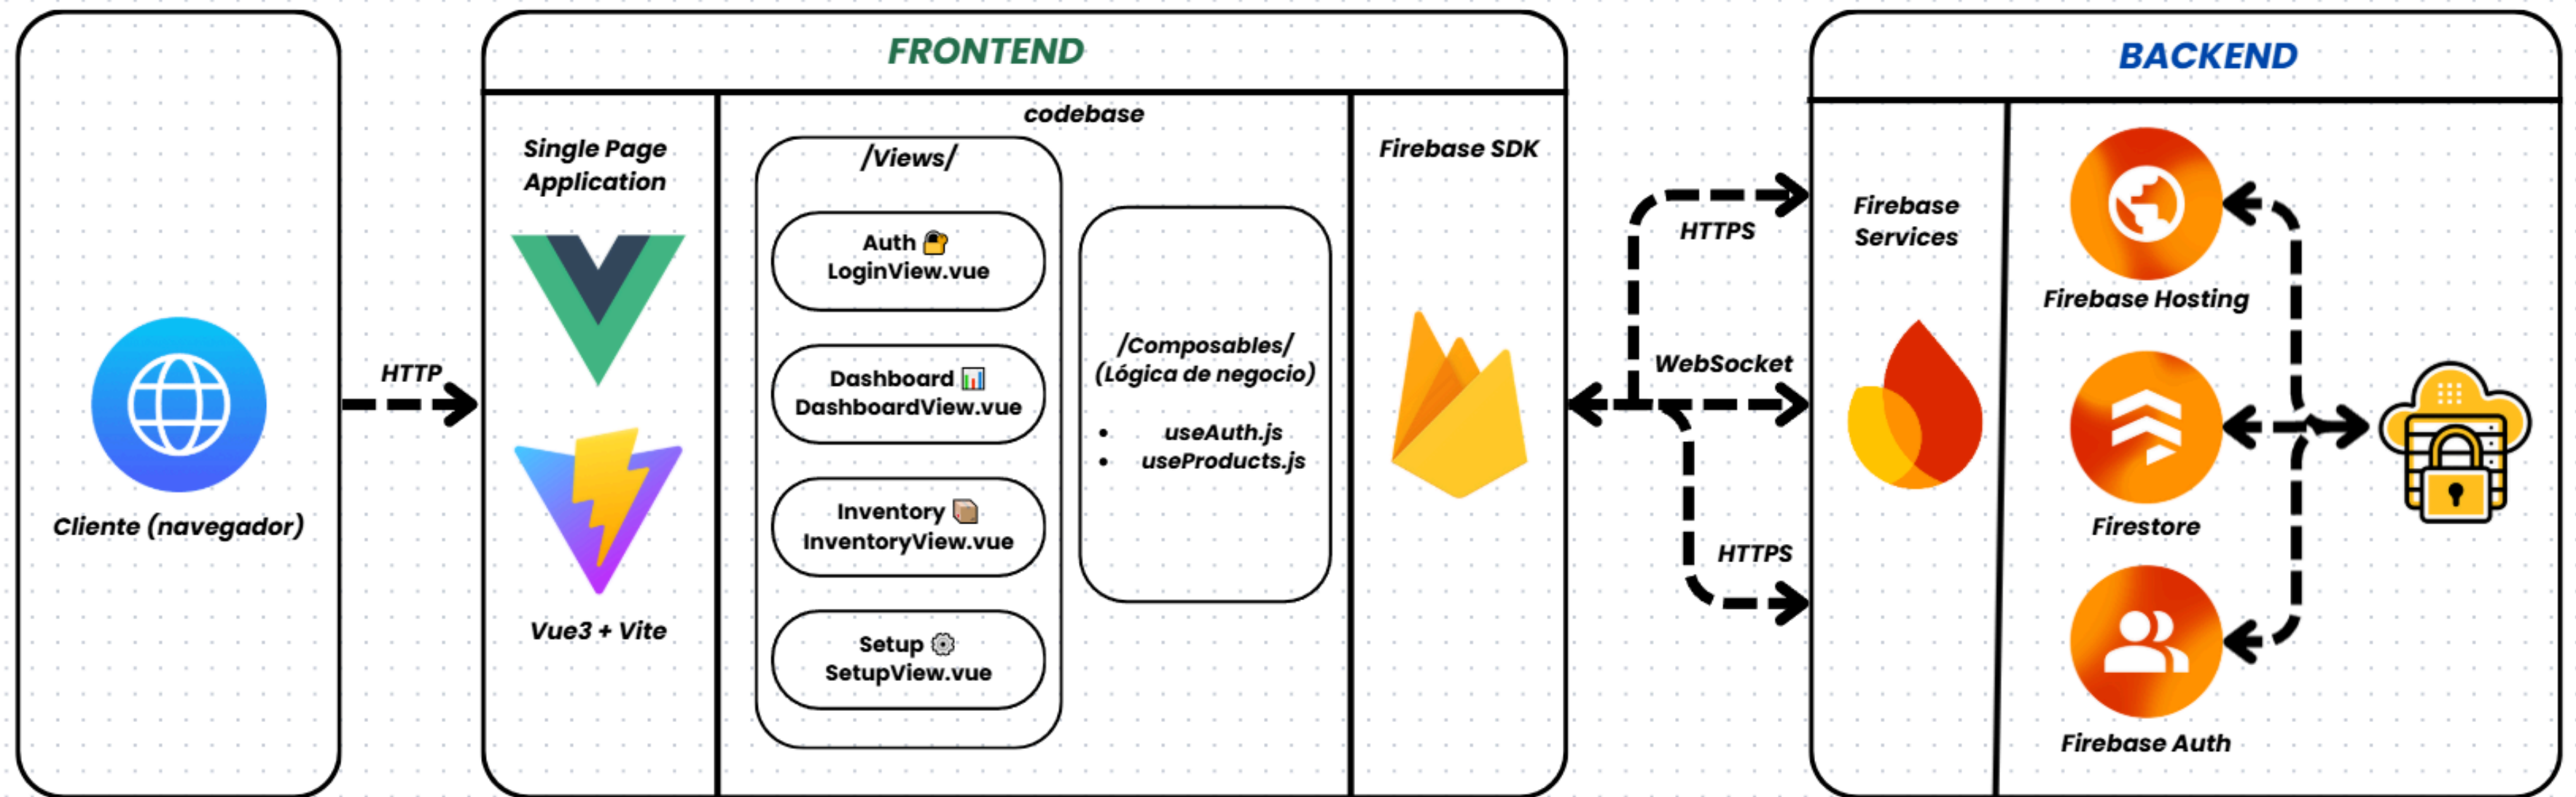 Cliente (navegador)
HTTP
FRONTEND
Single Page
Application
Vue3 + Vite
codebase
/Views/
Auth 🔐
LoginView.vue
Dashboard 📊
DashboardView.vue
Inventory 📦
InventoryView.vue
Setup ⚙️
SetupView.vue
/Composables/
(Lógica de negocio)
• useAuth.js
• useProducts.js
Firebase SDK
HTTPS
WebSocket
HTTPS
BACKEND
Firebase
Services
Firebase Hosting
Firestore
Firebase Auth